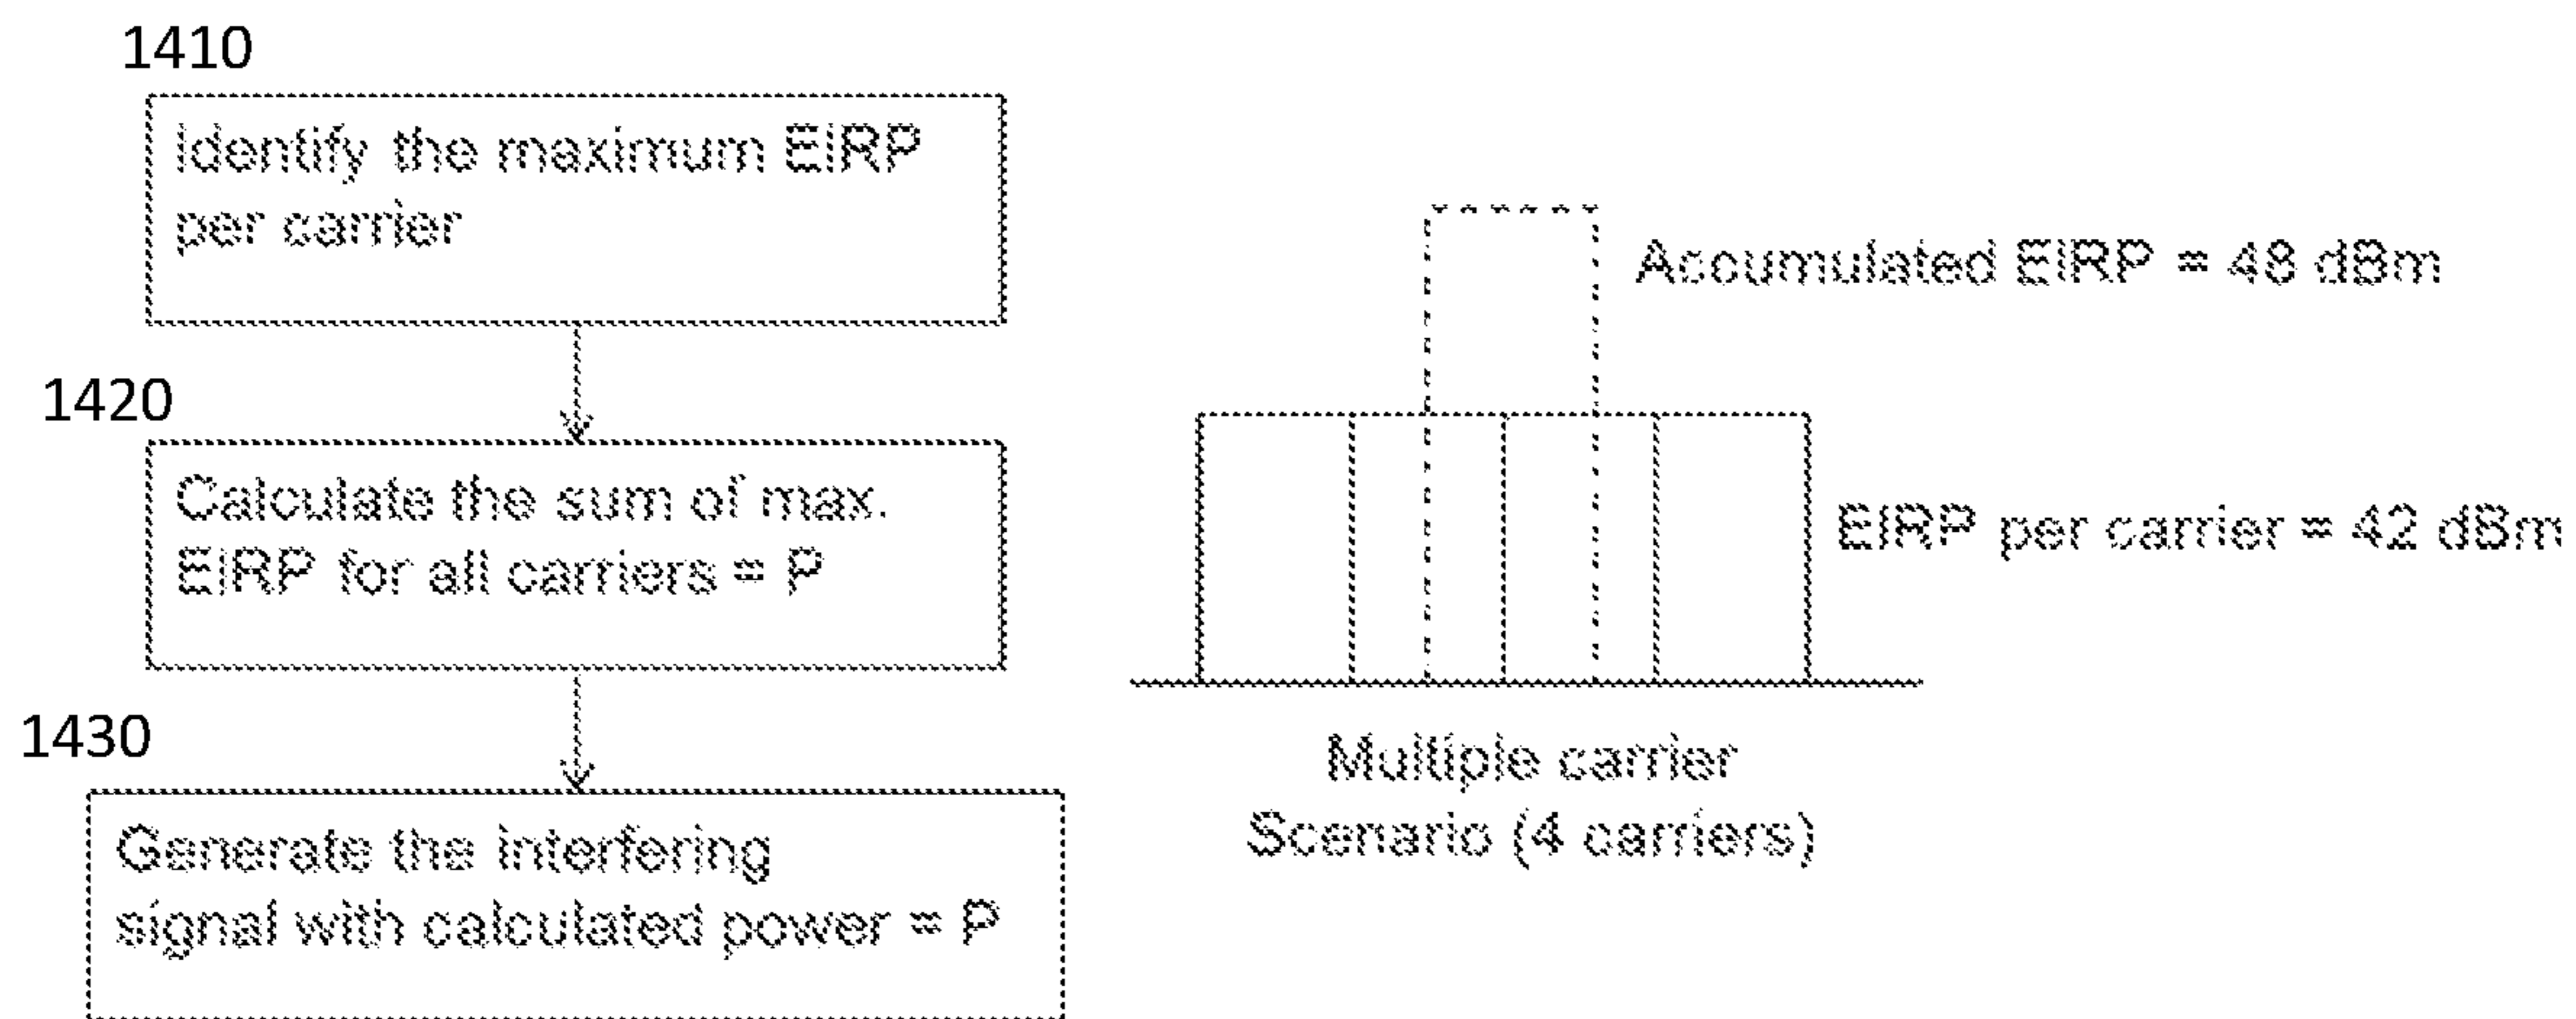 1410
Identify the maximum EIRP
per carrier
1420
Calculate the sum of max.
EIRP for all carriers = P
1430
Generate the interfering
signal with calculated power = P
Accumulated EIRP = 48 dBm
EIRP per carrier = 42 dBm
Multiple carrier
Scenario (4 carriers)